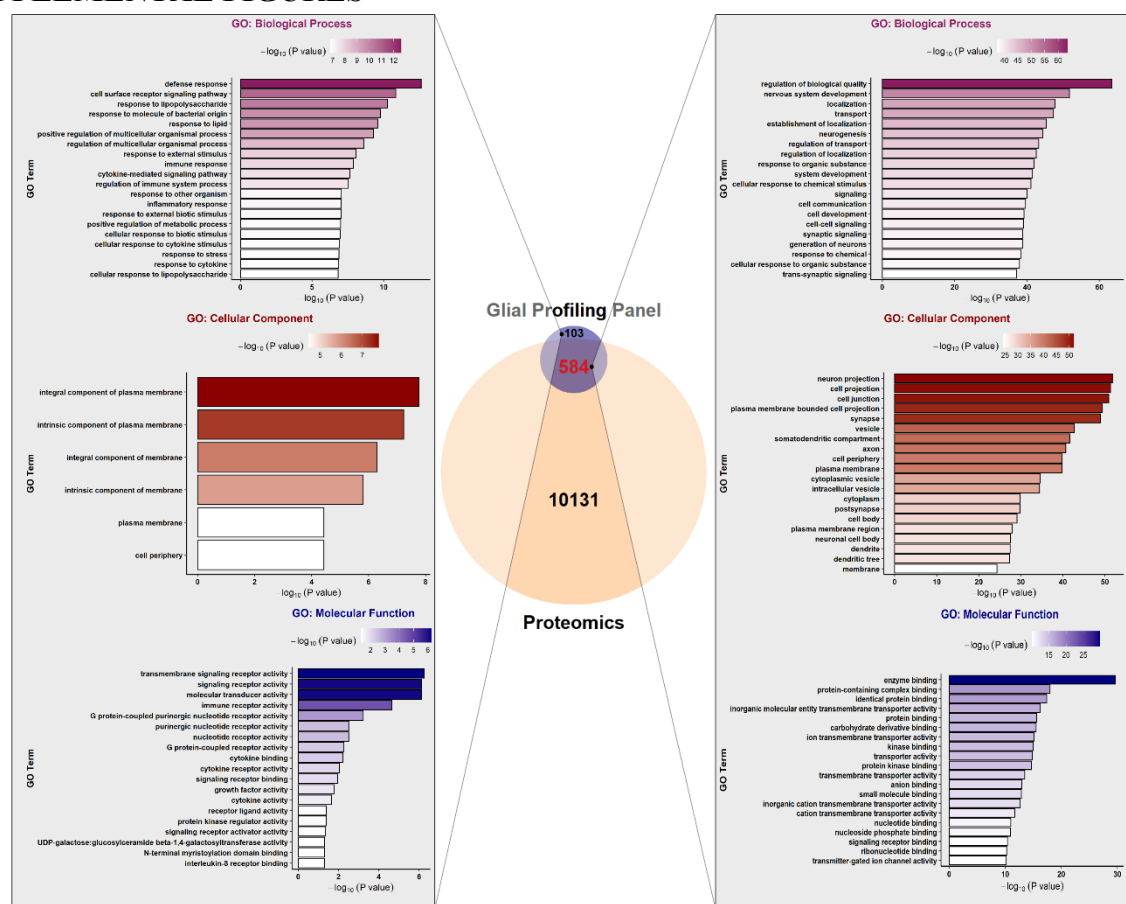 PPLEMENTAL FIGURES
GO: Biological Process
−log10 (P value)
7 8 9 10 11 12
GO Term
defense response
cell surface receptor signaling pathway
response to lipopolysaccharide
response to molecule of bacterial origin
response to lipid
positive regulation of multicellular organismal process
regulation of multicellular organismal process
response to external stimulus
immune response
cytokine-mediated signaling pathway
regulation of immune system process
response to other organism
inflammatory response
response to external biotic stimulus
positive regulation of metabolic process
cellular response to biotic stimulus
cellular response to cytokine stimulus
response to stress
response to cytokine
cellular response to lipopolysaccharide
0 5 10
log10 (P value)
GO: Cellular Component
−log10 (P value)
5 6 7
GO Term
integral component of plasma membrane
intrinsic component of plasma membrane
integral component of membrane
intrinsic component of membrane
plasma membrane
cell periphery
0 2 4 6 8
−log10 (P value)
GO: Molecular Function
−log10 (P value)
2 3 4 5 6
GO Term
transmembrane signaling receptor activity
signaling receptor activity
molecular transducer activity
immune receptor activity
G protein-coupled purinergic nucleotide receptor activity
purinergic nucleotide receptor activity
nucleotide receptor activity
G protein-coupled receptor activity
cytokine binding
cytokine receptor activity
signaling receptor binding
growth factor activity
cytokine activity
receptor ligand activity
protein kinase regulator activity
signaling receptor activator activity
UDP-galactose:glucosylceramide beta-1,4-galactosyltransferase activity
N-terminal myristoylation domain binding
interleukin-8 receptor binding
0 2 4 6
−log10 (P value)
Glial Profiling Panel
103
584
10131
Proteomics
GO: Biological Process
−log10 (P value)
40 45 50 55 60
GO Term
regulation of biological quality
nervous system development
localization
transport
establishment of localization
neurogenesis
regulation of transport
regulation of localization
response to organic substance
system development
cellular response to chemical stimulus
signaling
cell communication
cell development
cell-cell signaling
synaptic signaling
generation of neurons
response to chemical
cellular response to organic substance
trans-synaptic signaling
0 20 40 60
log10 (P value)
GO: Cellular Component
−log10 (P value)
25 30 35 40 45 50
GO Term
neuron projection
cell projection
cell junction
plasma membrane bounded cell projection
synapse
vesicle
somatodendritic compartment
axon
cell periphery
plasma membrane
cytoplasmic vesicle
intracellular vesicle
cytoplasm
postsynapse
cell body
plasma membrane region
neuronal cell body
dendrite
dendritic tree
membrane
0 10 20 30 40 50
−log10 (P value)
GO: Molecular Function
−log10 (P value)
15 20 25
GO Term
enzyme binding
protein-containing complex binding
identical protein binding
inorganic molecular entity transmembrane transporter activity
protein binding
carbohydrate derivative binding
ion transmembrane transporter activity
kinase binding
transporter activity
protein kinase binding
transmembrane transporter activity
anion binding
small molecule binding
inorganic cation transmembrane transporter activity
cation transmembrane transporter activity
nucleotide binding
nucleoside phosphate binding
signaling receptor binding
ribonucleotide binding
transmitter-gated ion channel activity
0 10 20 30
−log10 (P value)